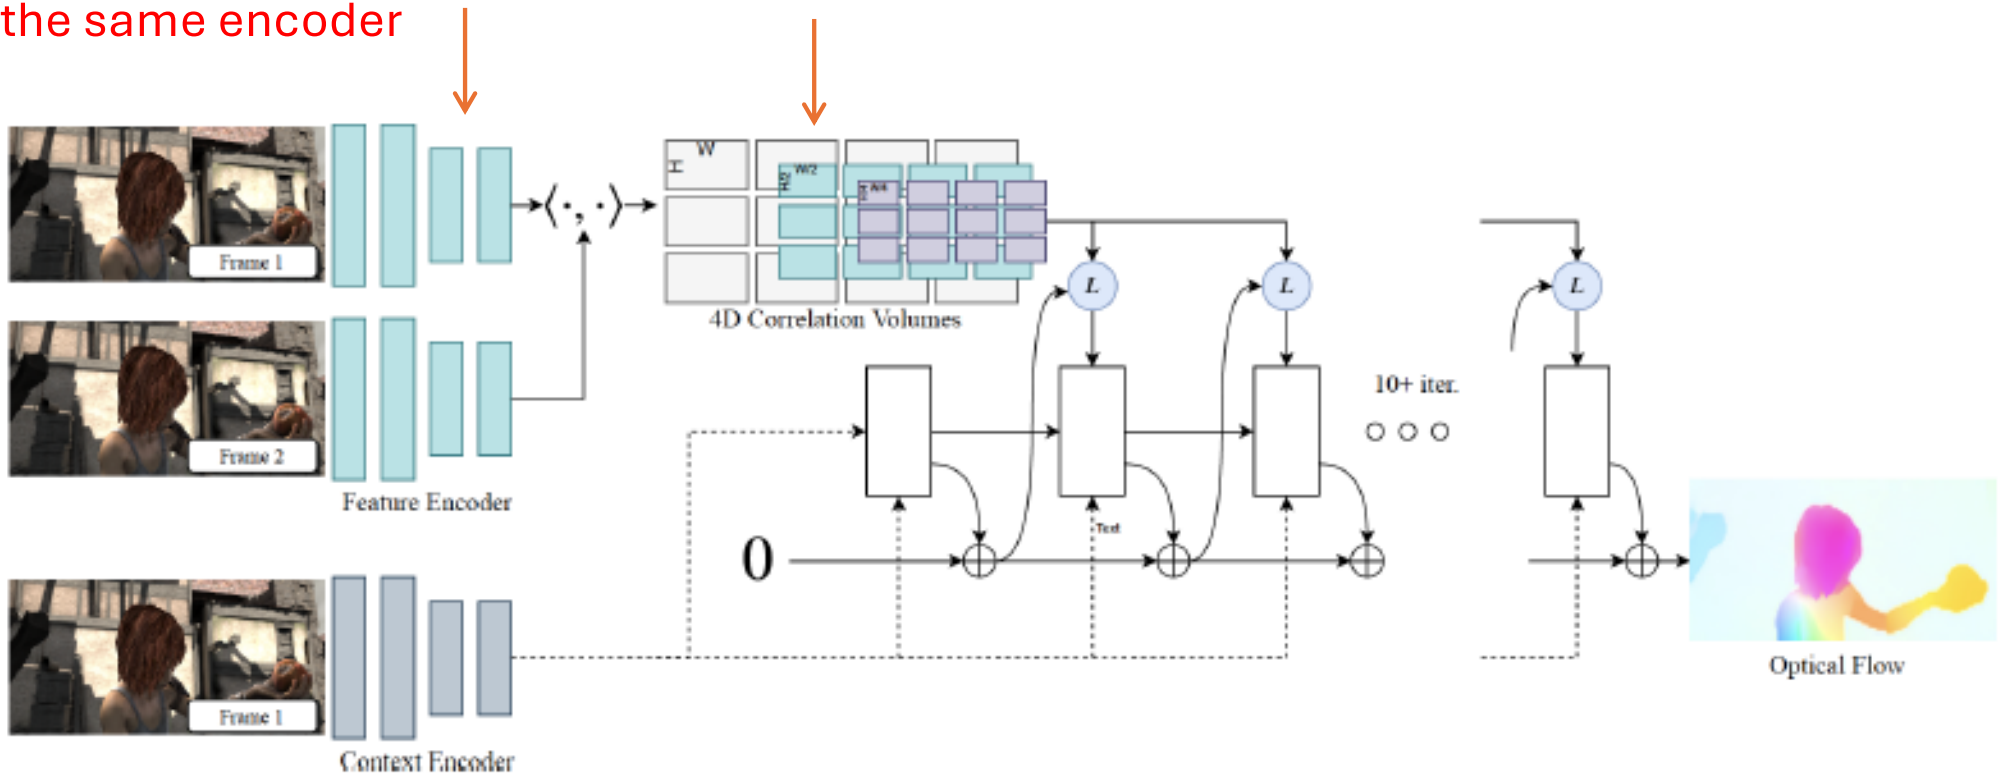 the same encoder
Frame 1
Frame 2
Feature Encoder
Frame 1
Context Encoder
⟨·, ·⟩
H
W
H/2
W/2
W/4
4D Correlation Volumes
L
L
L
10+ iter.
0
Text
Optical Flow